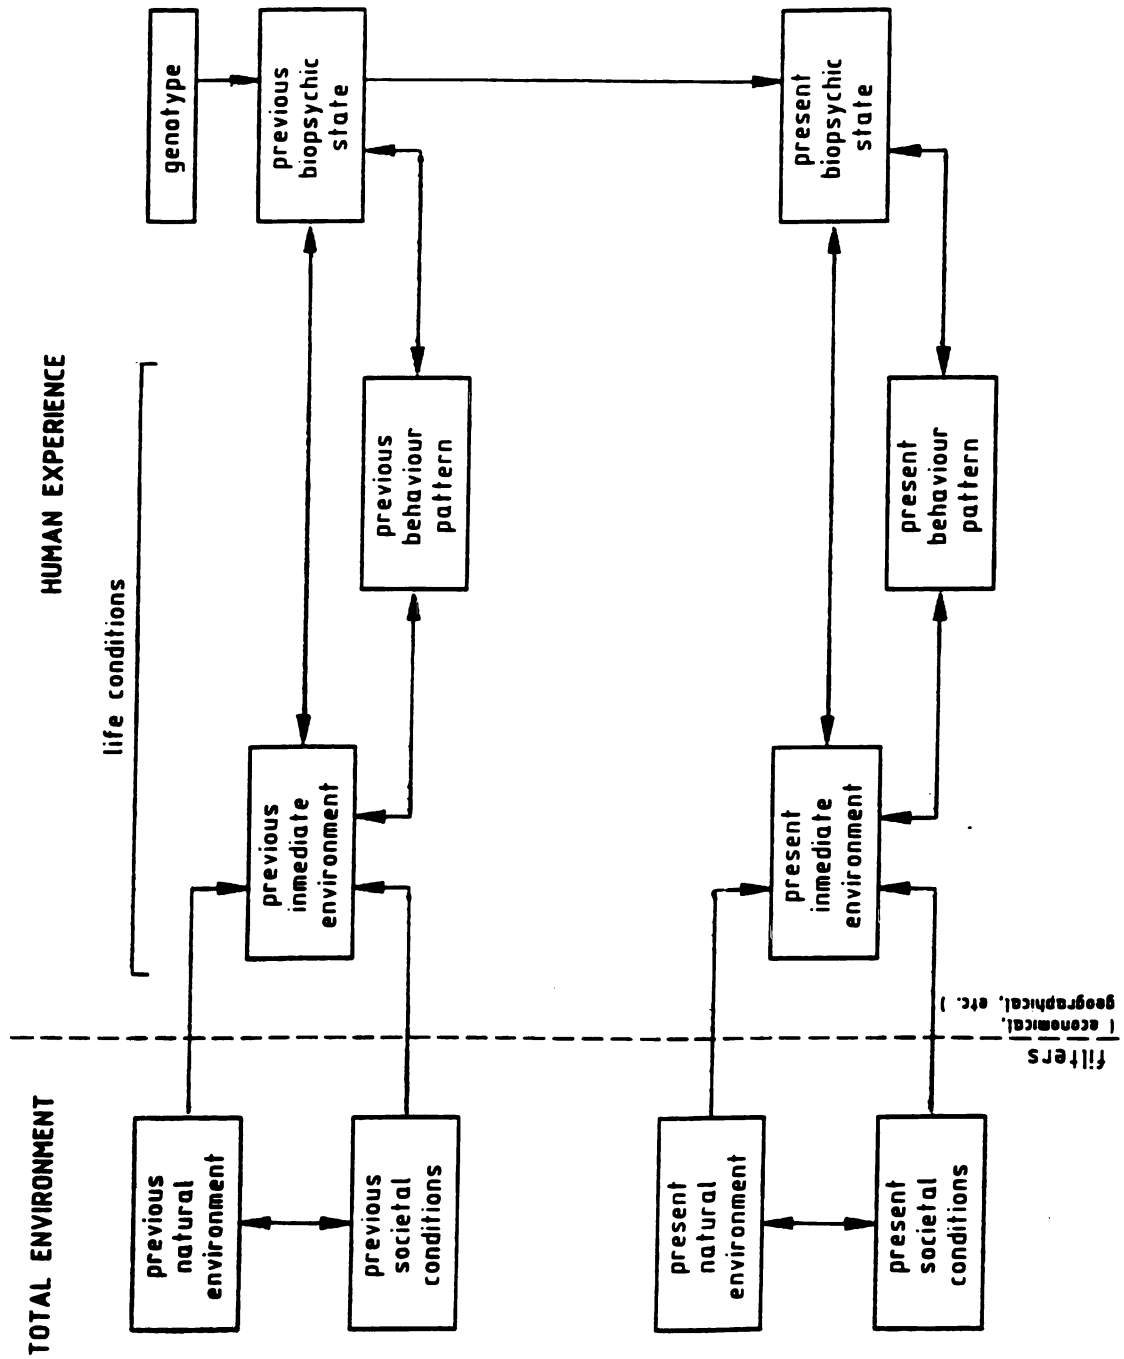 TOTAL ENVIRONMENT
HUMAN EXPERIENCE
life conditions
genotype
previous
natural
environment
previous
societal
conditions
previous
inmediate
environment
previous
behaviour
pattern
previous
biopsychic
state
present
natural
environment
present
societal
conditions
present
inmediate
environment
present
behaviour
pattern
present
biopsychic
state
filters
( economical,
geographical, etc. )